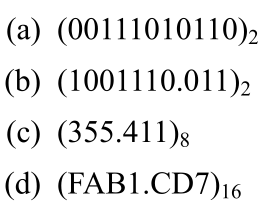 (a) (00111010110)₂
(b) (1001110.011)₂
(c) (355.411)₈
(d) (FAB1.CD7)₁₆